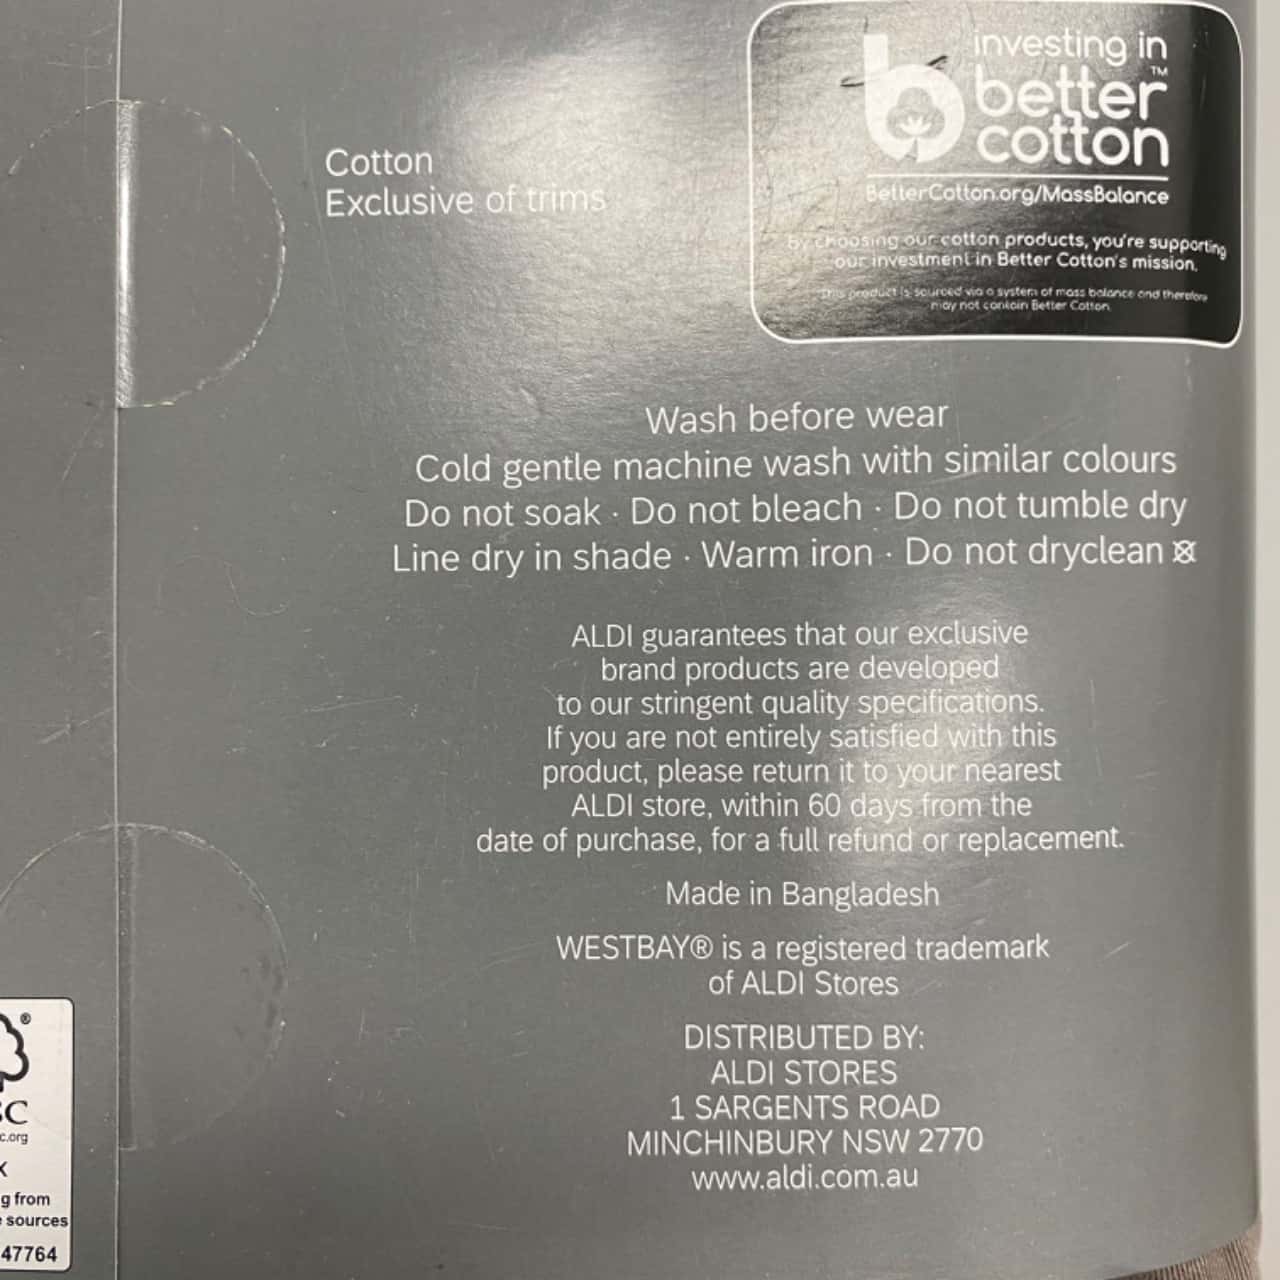 investing in
better™
cotton
BetterCotton.org/MassBalance
By choosing our cotton products, you're supporting
our investment in Better Cotton's mission.
This product is sourced via a system of mass balance and therefore
may not contain Better Cotton.
Cotton
Exclusive of trims
Wash before wear
Cold gentle machine wash with similar colours
Do not soak · Do not bleach · Do not tumble dry
Line dry in shade · Warm iron · Do not dryclean
ALDI guarantees that our exclusive
brand products are developed
to our stringent quality specifications.
If you are not entirely satisfied with this
product, please return it to your nearest
ALDI store, within 60 days from the
date of purchase, for a full refund or replacement.
Made in Bangladesh
WESTBAY® is a registered trademark
of ALDI Stores
DISTRIBUTED BY:
ALDI STORES
1 SARGENTS ROAD
MINCHINBURY NSW 2770
www.aldi.com.au
®
SC
c.org
X
g from
sources
47764